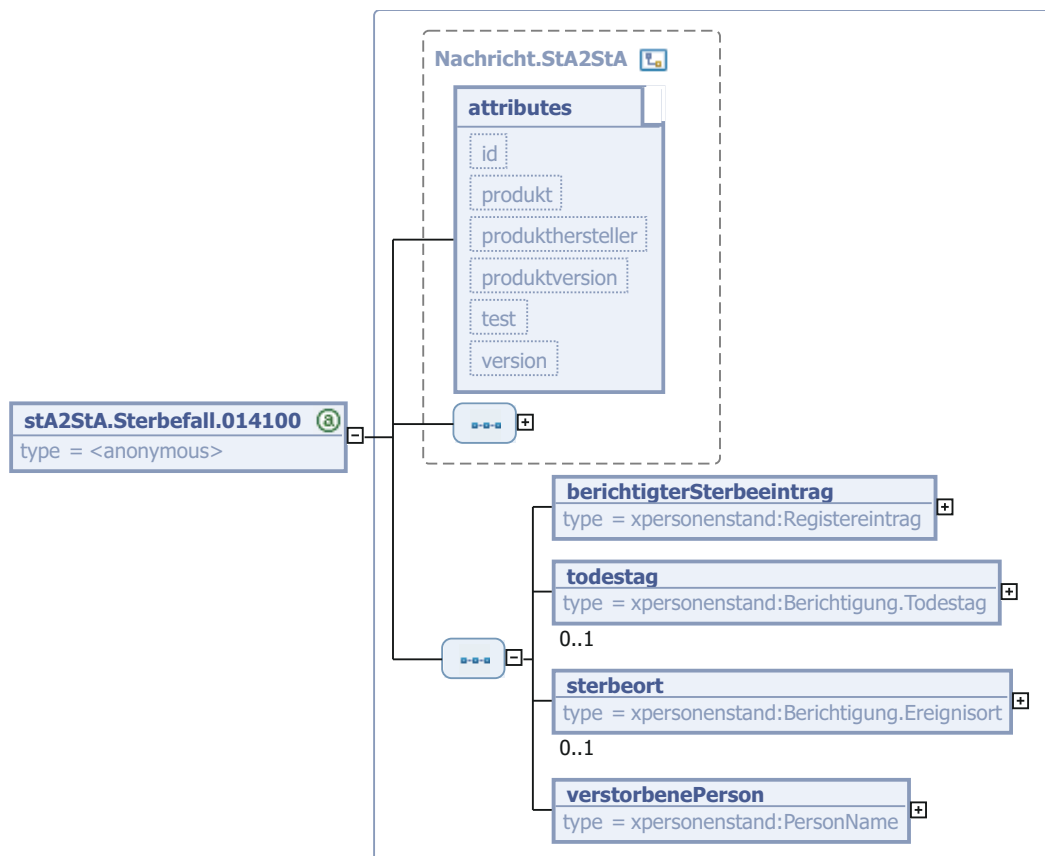 Nachricht.StA2StA
attributes
id
produkt
produkthersteller
produktversion
test
version
stA2StA.Sterbefall.014100
type = <anonymous>
berichtigterSterbeeintrag
type = xpersonenstand:Registereintrag
todestag
type = xpersonenstand:Berichtigung.Todestag
0..1
sterbeort
type = xpersonenstand:Berichtigung.Ereignisort
0..1
verstorbenePerson
type = xpersonenstand:PersonName